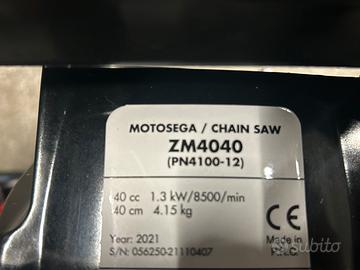 MOTOSEGA / CHAIN SAW
ZM4040
(PN4100-12)
40 cc 1.3 kW/8500/min
40 cm 4.15 kg
CE
Year: 2021
Made in
S/N: 056250-21110407
P.R.C.
subito